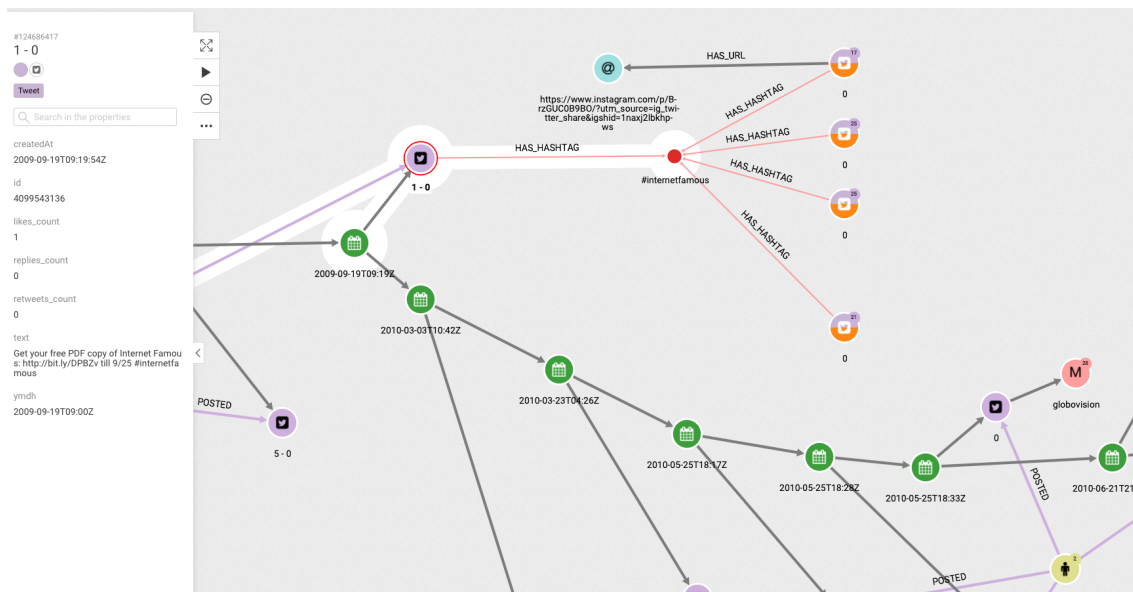 #124686417
1 - 0
Tweet
Search in the properties
createdAt
2009-09-19T09:19:54Z
id
4099543136
likes_count
1
replies_count
0
retweets_count
0
text
Get your free PDF copy of Internet Famou
s: http://bit.ly/DPBZv till 9/25 #internetfa
mous
ymdh
2009-09-19T09:00Z
@
HAS_URL
17
0
https://www.instagram.com/p/B-
rzGUC0B9BO/?utm_source=ig_twi-
tter_share&igshid=1naxj2lbkhp-
ws
HAS_HASHTAG
25
0
HAS_HASHTAG
HAS_HASHTAG
1 - 0
#internetfamous
HAS_HASHTAG
25
0
HAS_HASHTAG
2009-09-19T09:19Z
2010-03-03T10:42Z
21
0
2010-03-23T04:26Z
M
28
globovision
POSTED
5 - 0
0
2010-05-25T18:17Z
2010-05-25T18:28Z
2010-05-25T18:33Z
2010-06-21T21
POSTED
2
POSTED